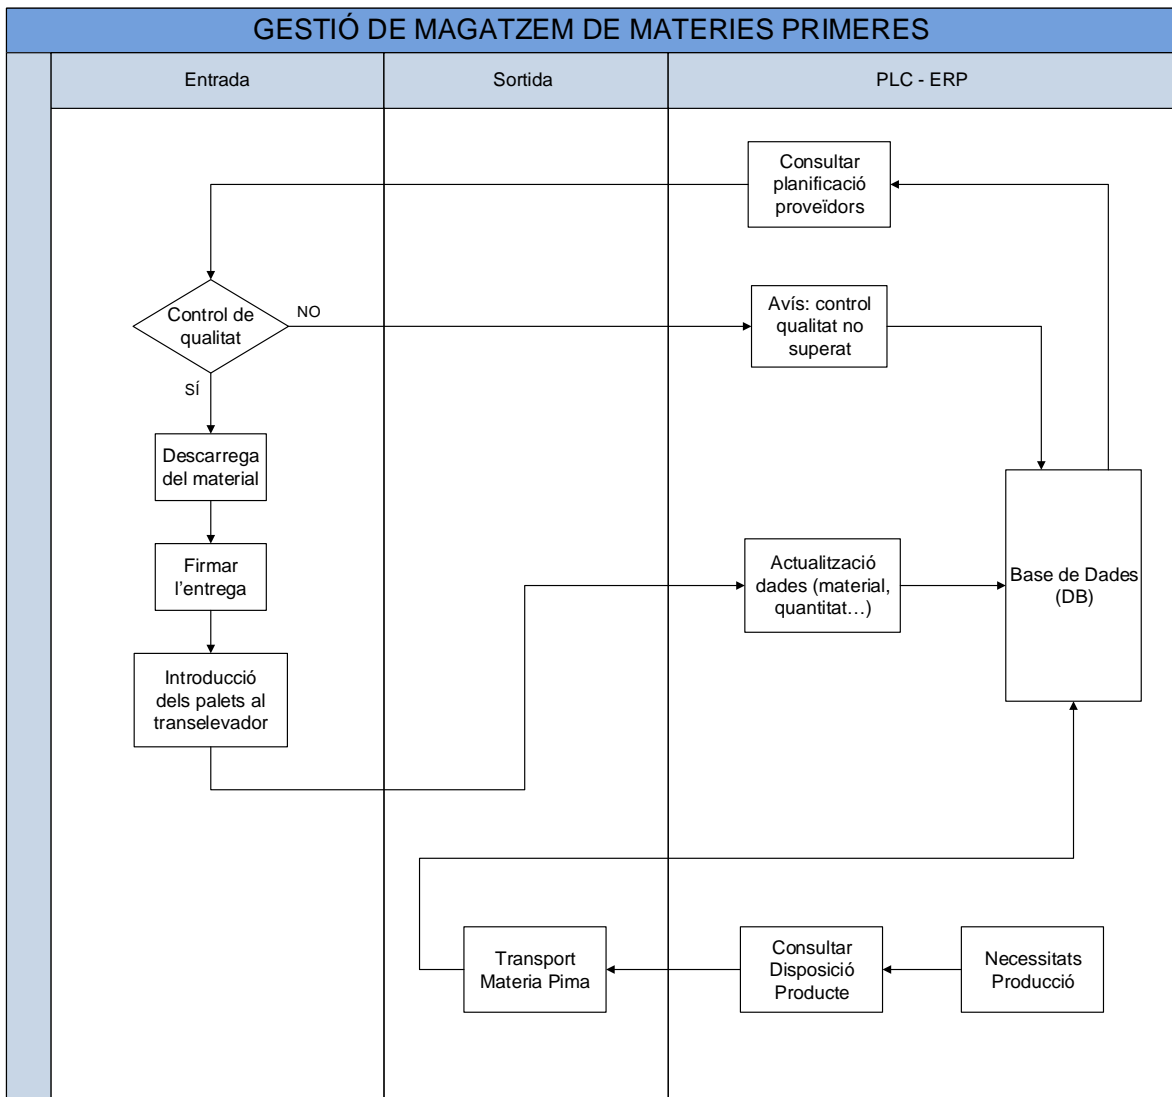 GESTIÓ DE MAGATZEM DE MATERIES PRIMERES
Entrada
Sortida
PLC - ERP
Consultar
planificació
proveïdors
Control de
qualitat
NO
Avís: control
qualitat no
superat
SÍ
Descarrega
del material
Firmar
l’entrega
Actualització
dades (material,
quantitat…)
Base de Dades
(DB)
Introducció
dels palets al
transelevador
Transport
Materia Pima
Consultar
Disposició
Producte
Necessitats
Producció